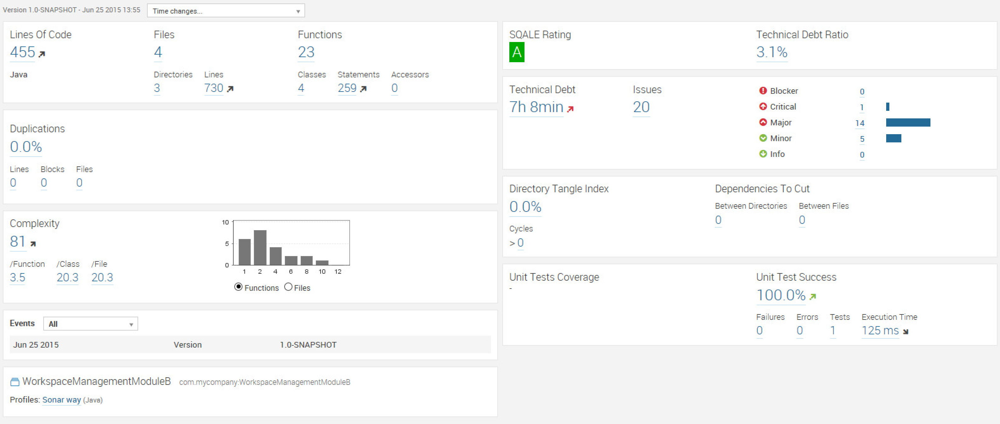 Version 1.0-SNAPSHOT - Jun 25 2015 13:55 Time changes...
Lines Of Code Files Functions
455 4 23
Java
Directories Lines Classes Statements Accessors
3 730 4 259 0
Duplications
0.0%
Lines Blocks Files
0 0 0
Complexity
81
/Function /Class /File
3.5 20.3 20.3
10
5
0
1 2 4 6 8 10 12
Functions Files
Events All
Jun 25 2015 Version 1.0-SNAPSHOT
WorkspaceManagementModuleB com.mycompany:WorkspaceManagementModuleB
Profiles: Sonar way (Java)
SQALE Rating Technical Debt Ratio
A 3.1%
Technical Debt Issues
7h 8min 20
Blocker 0
Critical 1
Major 14
Minor 5
Info 0
Directory Tangle Index Dependencies To Cut
0.0%
Between Directories Between Files
0 0
Cycles
> 0
Unit Tests Coverage Unit Test Success
- 100.0%
Failures Errors Tests Execution Time
0 0 1 125 ms